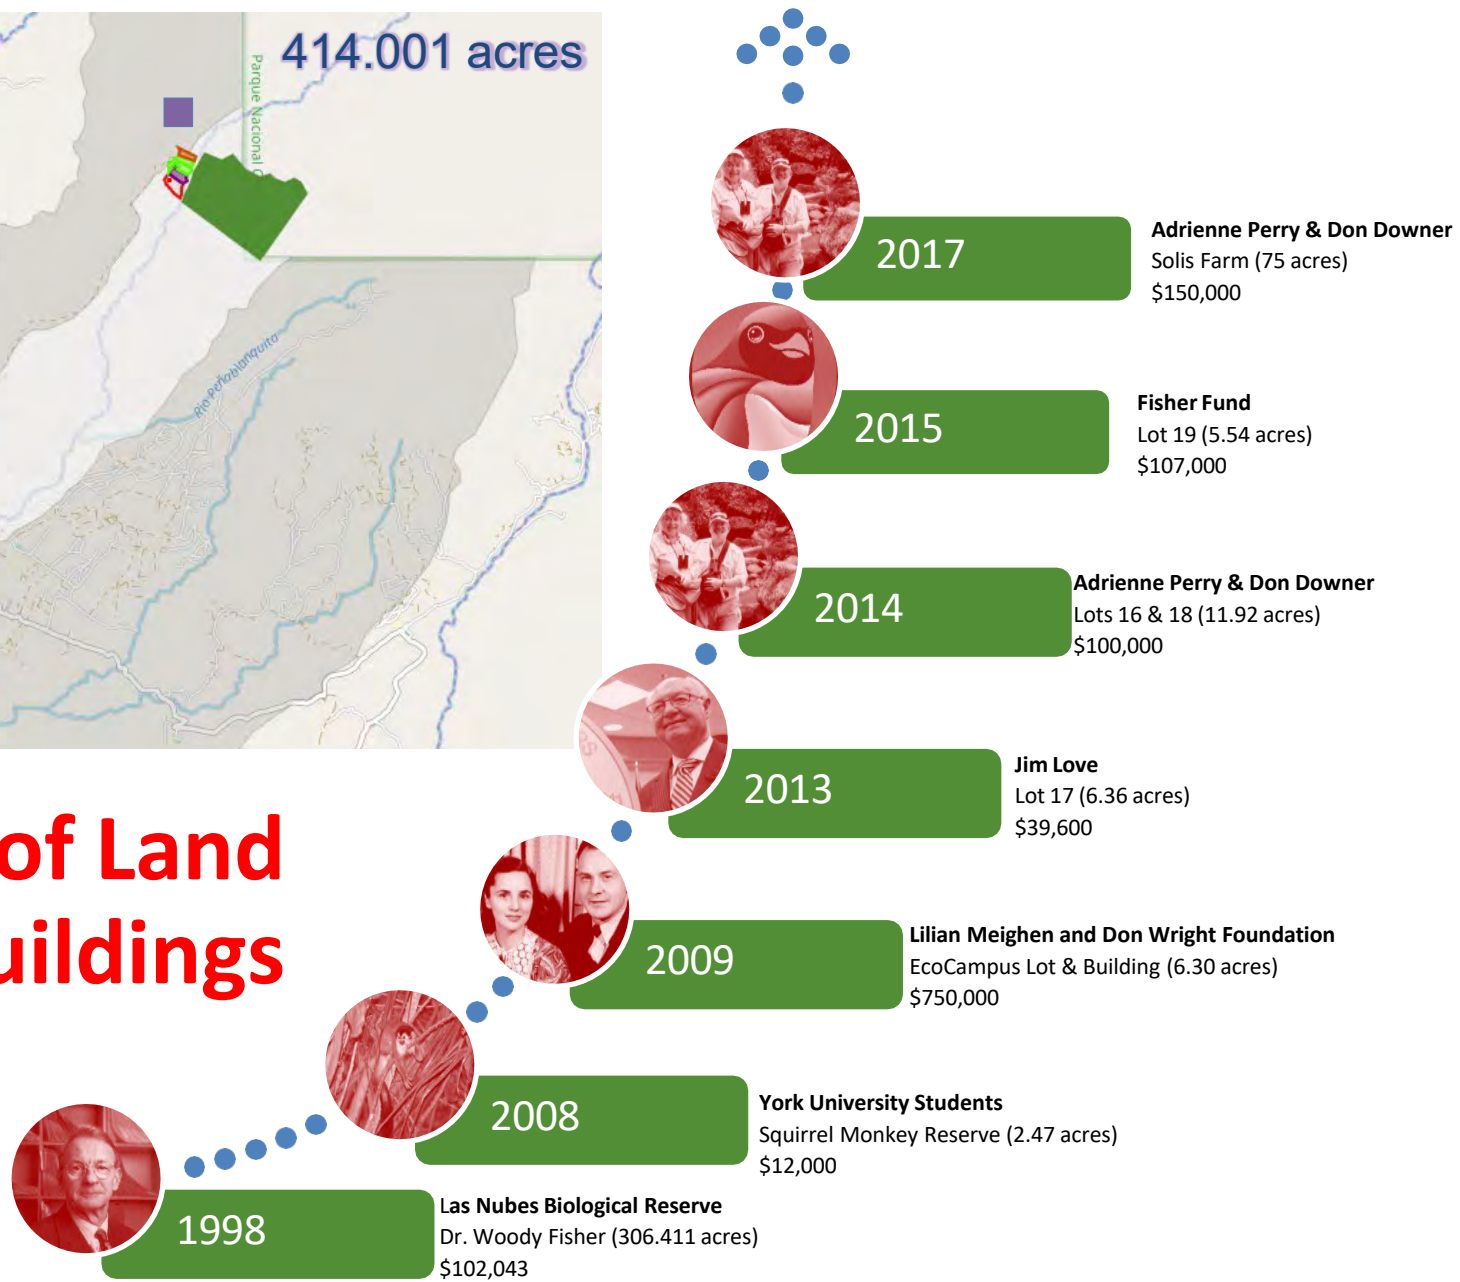 414.001 acres
Parque Nacional C
Rio Peñablanquita
2017
Adrienne Perry & Don Downer
Solis Farm (75 acres)
$150,000
2015
Fisher Fund
Lot 19 (5.54 acres)
$107,000
2014
Adrienne Perry & Don Downer
Lots 16 & 18 (11.92 acres)
$100,000
2013
Jim Love
Lot 17 (6.36 acres)
$39,600
of Land
uildings
2009
Lilian Meighen and Don Wright Foundation
EcoCampus Lot & Building (6.30 acres)
$750,000
2008
York University Students
Squirrel Monkey Reserve (2.47 acres)
$12,000
1998
Las Nubes Biological Reserve
Dr. Woody Fisher (306.411 acres)
$102,043